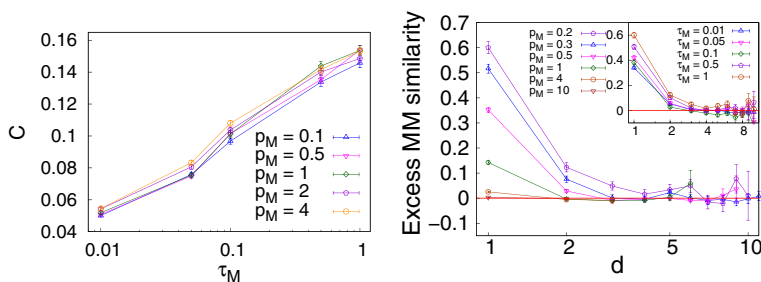 C
0.16
0.14
0.12
0.1
0.08
0.06
0.04
0.01
0.1
1
τM
pM = 0.1
pM = 0.5
pM = 1
pM = 2
pM = 4
Excess MM similarity
0.7
0.6
0.5
0.4
0.3
0.2
0.1
0
−0.1
1
2
5
10
d
pM = 0.2
pM = 0.3
pM = 0.5
pM = 1
pM = 4
pM = 10
0.6
0.4
0.2
0
1
2
4
8
τM = 0.01
τM = 0.05
τM = 0.1
τM = 0.5
τM = 1